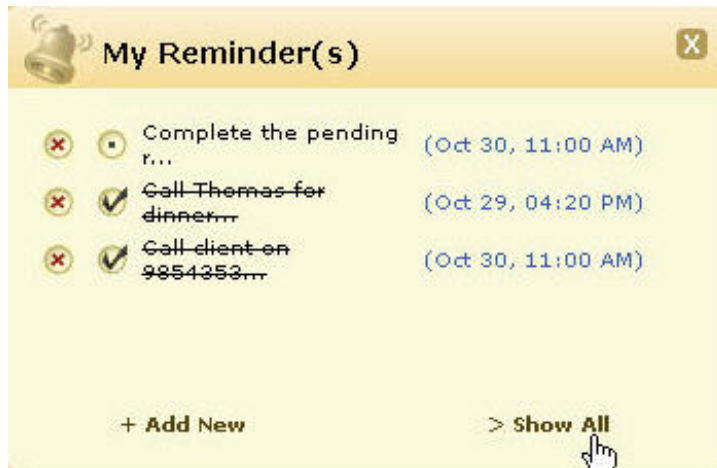 My Reminder(s)
X
Complete the pending (Oct 30, 11:00 AM)
r...
Call Thomas for (Oct 29, 04:20 PM)
dinner...
Call client on (Oct 30, 11:00 AM)
9854353...
+ Add New > Show All